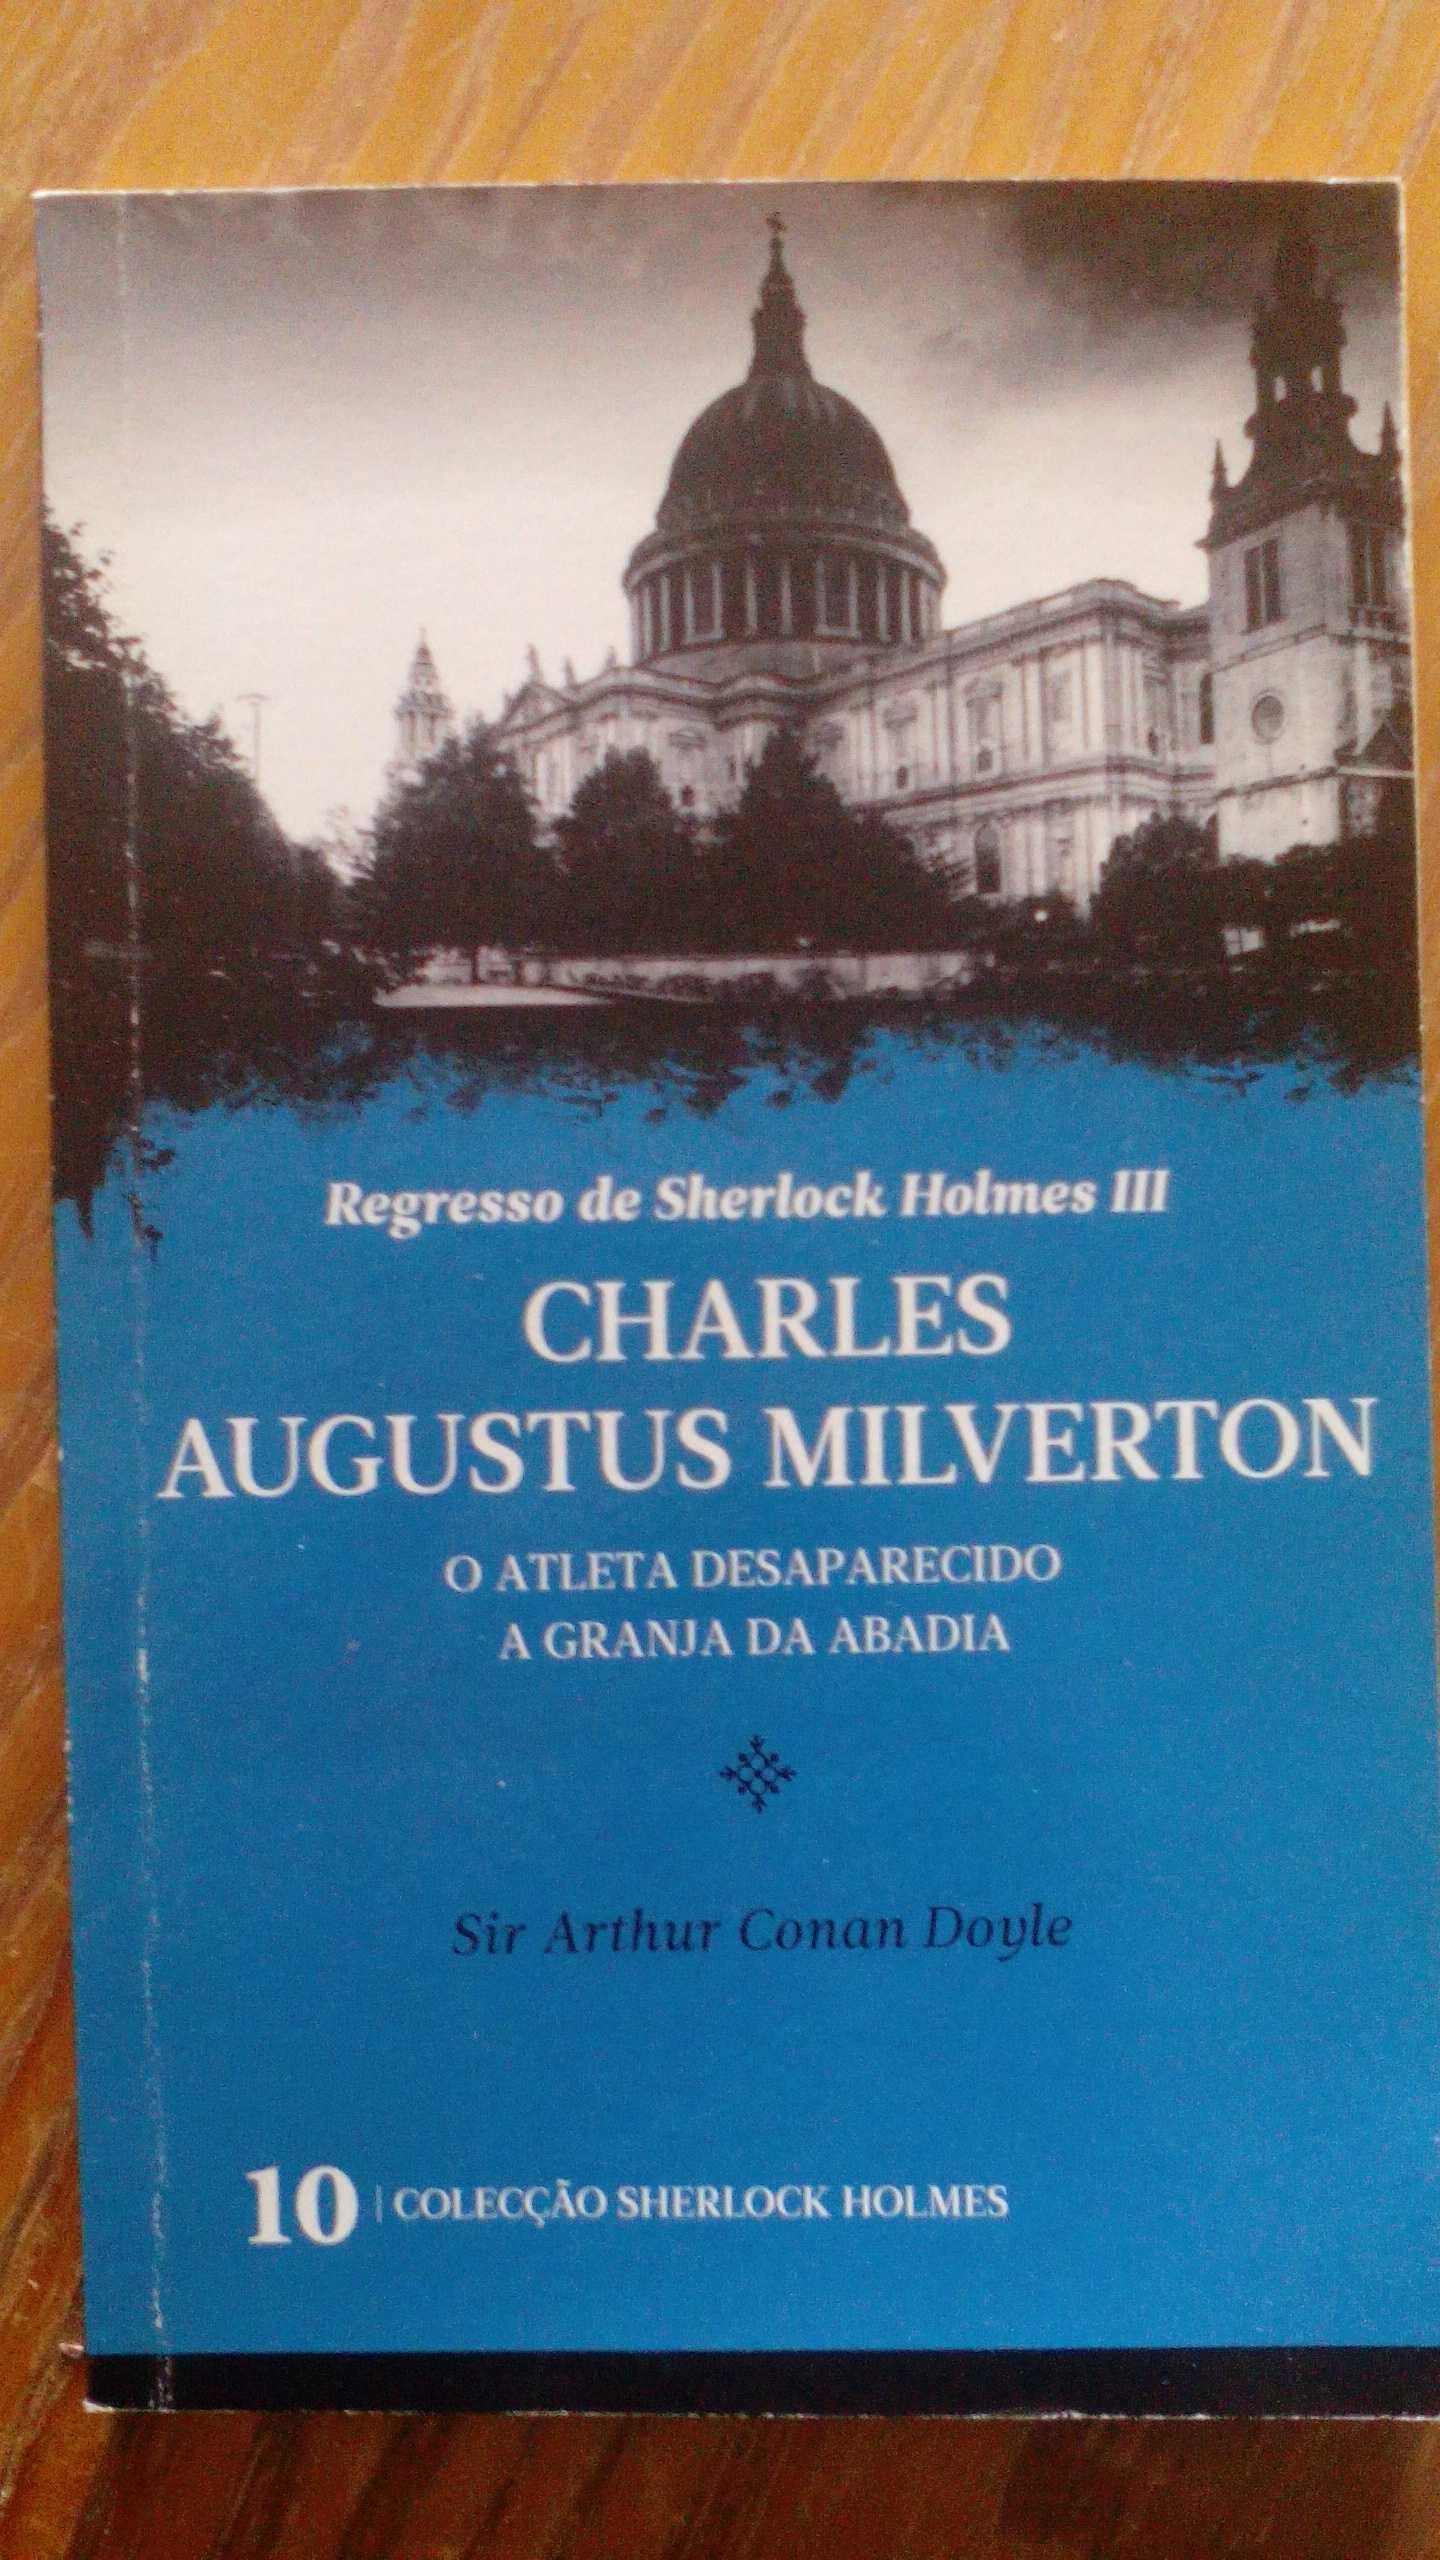 Regresso de Sherlock Holmes III
CHARLES
AUGUSTUS MILVERTON
O ATLETA DESAPARECIDO
A GRANJA DA ABADIA
Sir Arthur Conan Doyle
10 | COLECÇÃO SHERLOCK HOLMES